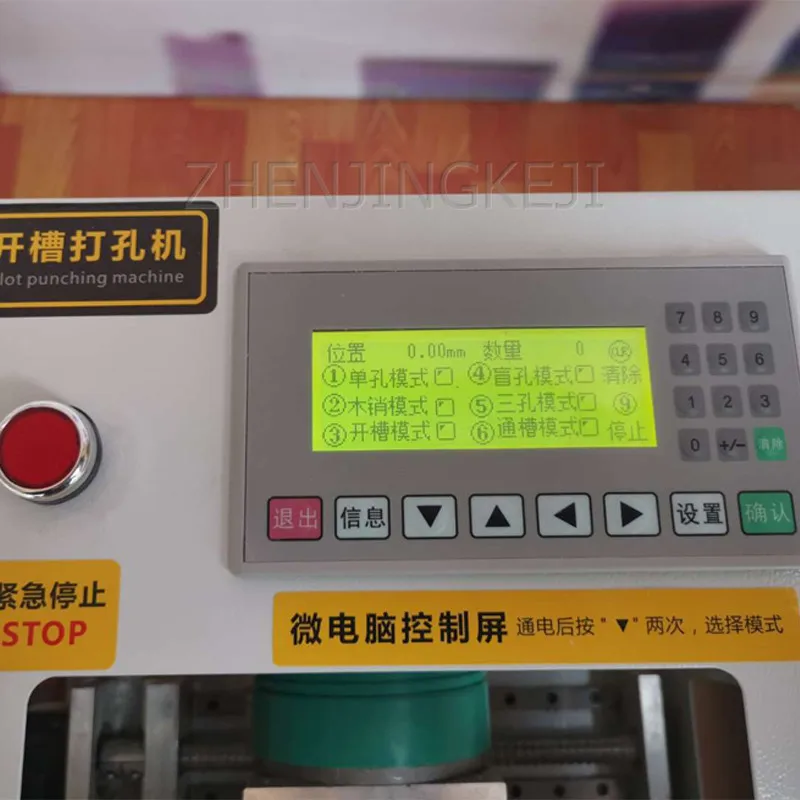 ZHENJINGKEJI
开槽打孔机
lot punching machine
位置 0.00mm 数量 0 CLR
①单孔模式 ④盲孔模式 清除
②木销模式 ⑤三孔模式 ⑨
③开槽模式 ⑥通槽模式 停止
7 8 9
4 5 6
1 2 3
0 +/- 清除
退出 信息 ▼ ▲ ◀ ▶ 设置 确认
紧急停止
STOP
微电脑控制屏 通电后按"▼"两次，选择模式